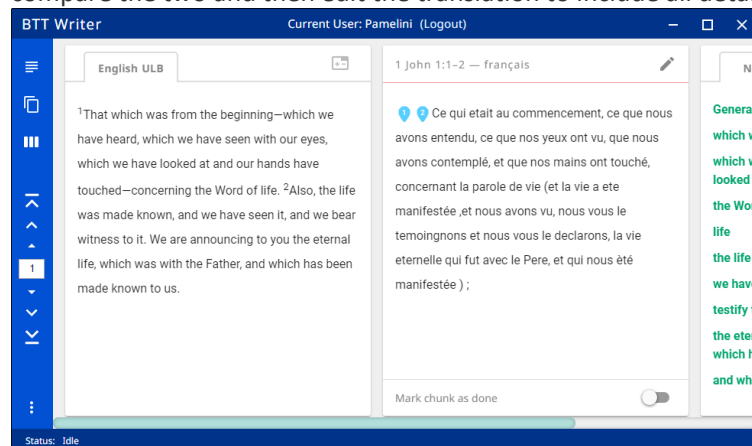 compare the two and then edit the translation to include all
BTT Writer
Current User: Pamelini (Logout)
English ULB
1That which was from the beginning—which we
have heard, which we have seen with our eyes,
which we have looked at and our hands have
touched—concerning the Word of life. 2Also, the life
was made known, and we have seen it, and we bear
witness to it. We are announcing to you the eternal
life, which was with the Father, and which has been
made known to us.
1 John 1:1–2 — français
1 2 Ce qui etait au commencement, ce que nous
avons entendu, ce que nos yeux ont vu, que nous
avons contemplé, et que nos mains ont touché,
concernant la parole de vie (et la vie a ete
manifestée ,et nous avons vu, nous vous le
temoingnons et nous vous le declarons, la vie
eternelle qui fut avec le Pere, et qui nous èté
manifestée ) ;
Mark chunk as done
N
Genera
which w
which w
looked
the Wo
life
the life
we hav
testify
the ete
which h
and wh
1
Status: Idle